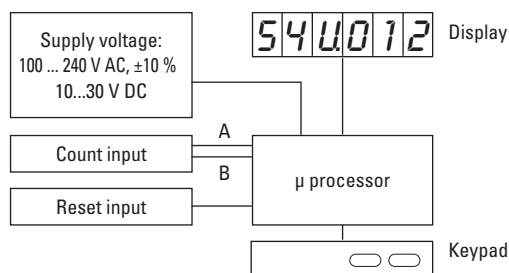 Supply voltage:
100 ... 240 V AC, ±10 %
10...30 V DC
54U.012
Display
A
Count input
B
µ processor
Reset input
Keypad